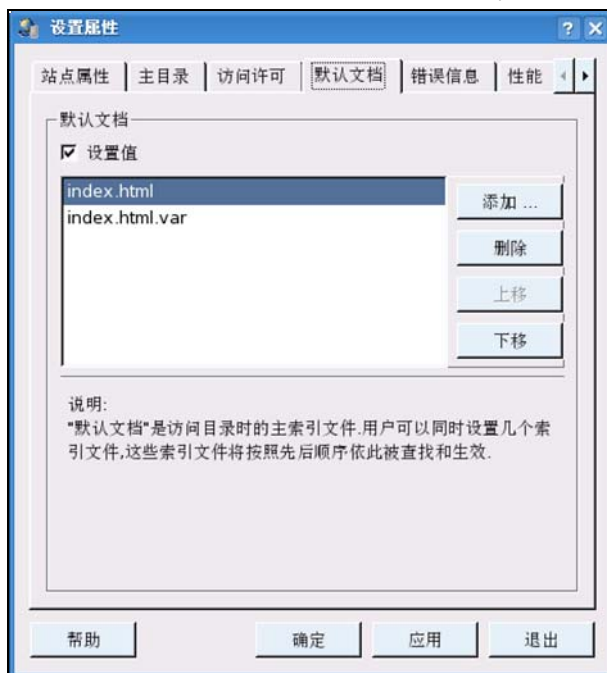 设置属性
站点属性 主目录 访问许可 默认文档 错误信息 性能
默认文档
设置值
index.html
index.html.var
添加 ...
删除
上移
下移
说明:
"默认文档"是访问目录时的主索引文件.用户可以同时设置几个索
引文件,这些索引文件将按照先后顺序依此被查找和生效.
帮助 确定 应用 退出